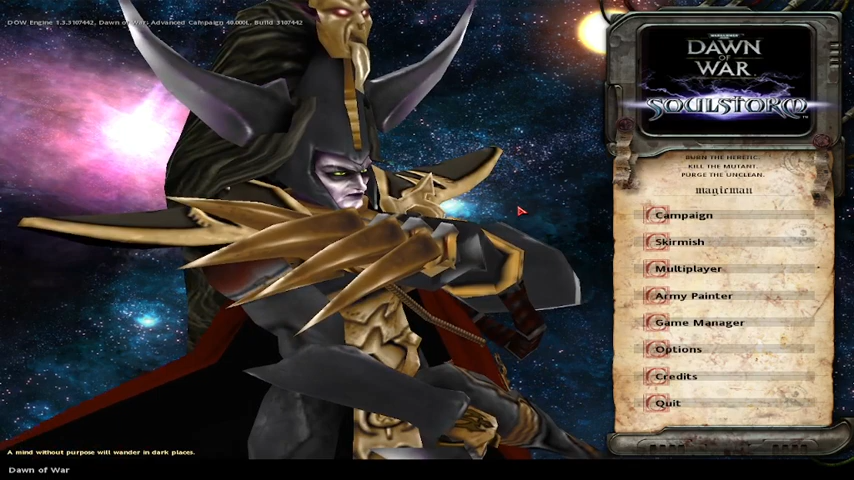 DOW Engine 1.3.3107442, Dawn of War: Advanced Campaign 40.000L, Build 3107442
WARHAMMER
DAWN
OF
WAR
SOULSTORM
BURN THE HERETIC.
KILL THE MUTANT.
PURGE THE UNCLEAN.
magicman
Campaign
Skirmish
Multiplayer
Army Painter
Game Manager
Options
Credits
Quit
A mind without purpose will wander in dark places.
Dawn of War